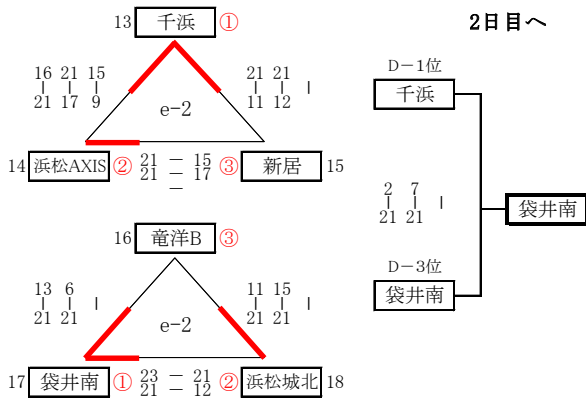 13 千浜 ①
2日目へ
16 21 15
| | |
21 17 9
21 21
| | |
11 12
e-2
14 浜松AXIS ② 21 － 15 ③ 新居 15
21 － 17
－
16 竜洋B ③
13 6
| | |
21 21
11 15
| | |
21 21
e-2
17 袋井南 ① 23 － 21 ② 浜松城北 18
21 － 12
D－1位
千浜
2 7
| | |
21 21
袋井南
D－3位
袋井南